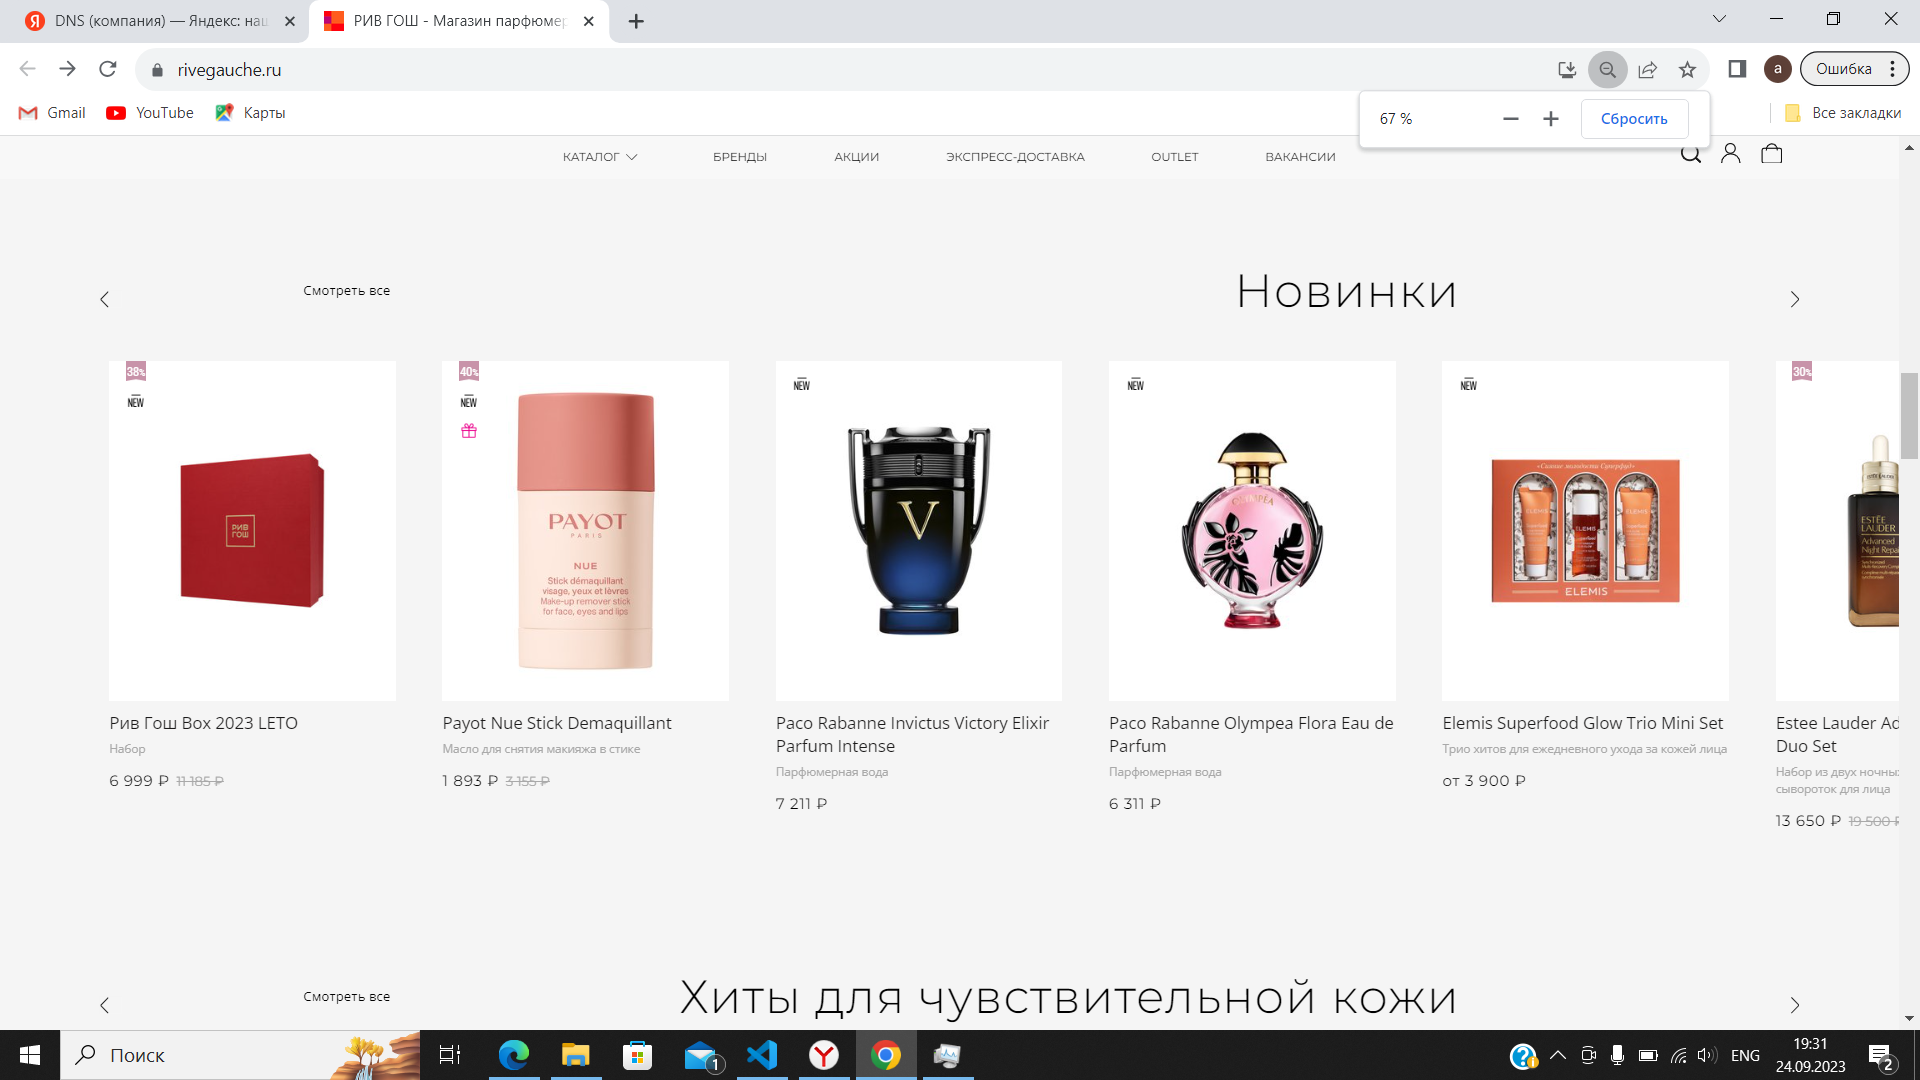 DNS (компания) — Яндекс: на
РИВ ГОШ - Магазин парфюмер
rivegauche.ru
a
Ошибка
Gmail
YouTube
Карты
67 %
Сбросить
Все закладки
КАТАЛОГ
БРЕНДЫ
АКЦИИ
ЭКСПРЕСС-ДОСТАВКА
OUTLET
ВАКАНСИИ
Смотреть все
Новинки
38%
NEW
РИВ
ГОШ
Рив Гош Box 2023 LETO
Набор
6 999 ₽ 11 185 ₽
40%
NEW
PAYOT
PARIS
NUE
Stick démaquillant
visage, yeux et lèvres
Make-up remover stick
for face, eyes and lips
Payot Nue Stick Demaquillant
Масло для снятия макияжа в стике
1 893 ₽ 3 155 ₽
NEW
V
Paco Rabanne Invictus Victory Elixir
Parfum Intense
Парфюмерная вода
7 211 ₽
NEW
OLYMPÉA
Paco Rabanne Olympea Flora Eau de
Parfum
Парфюмерная вода
6 311 ₽
NEW
«Сияние молодости Суперфуд»
ELEMIS
Elemis Superfood Glow Trio Mini Set
Трио хитов для ежедневного ухода за кожей лица
от 3 900 ₽
30%
ESTĒE
LAUDER
Advanced
Night Repa
Estee Lauder Ad
Duo Set
Набор из двух ночны
сывороток для лица
13 650 ₽ 19 500 ₽
Смотреть все
Хиты для чувствительной кожи
Поиск
1
ENG
19:31
24.09.2023
2